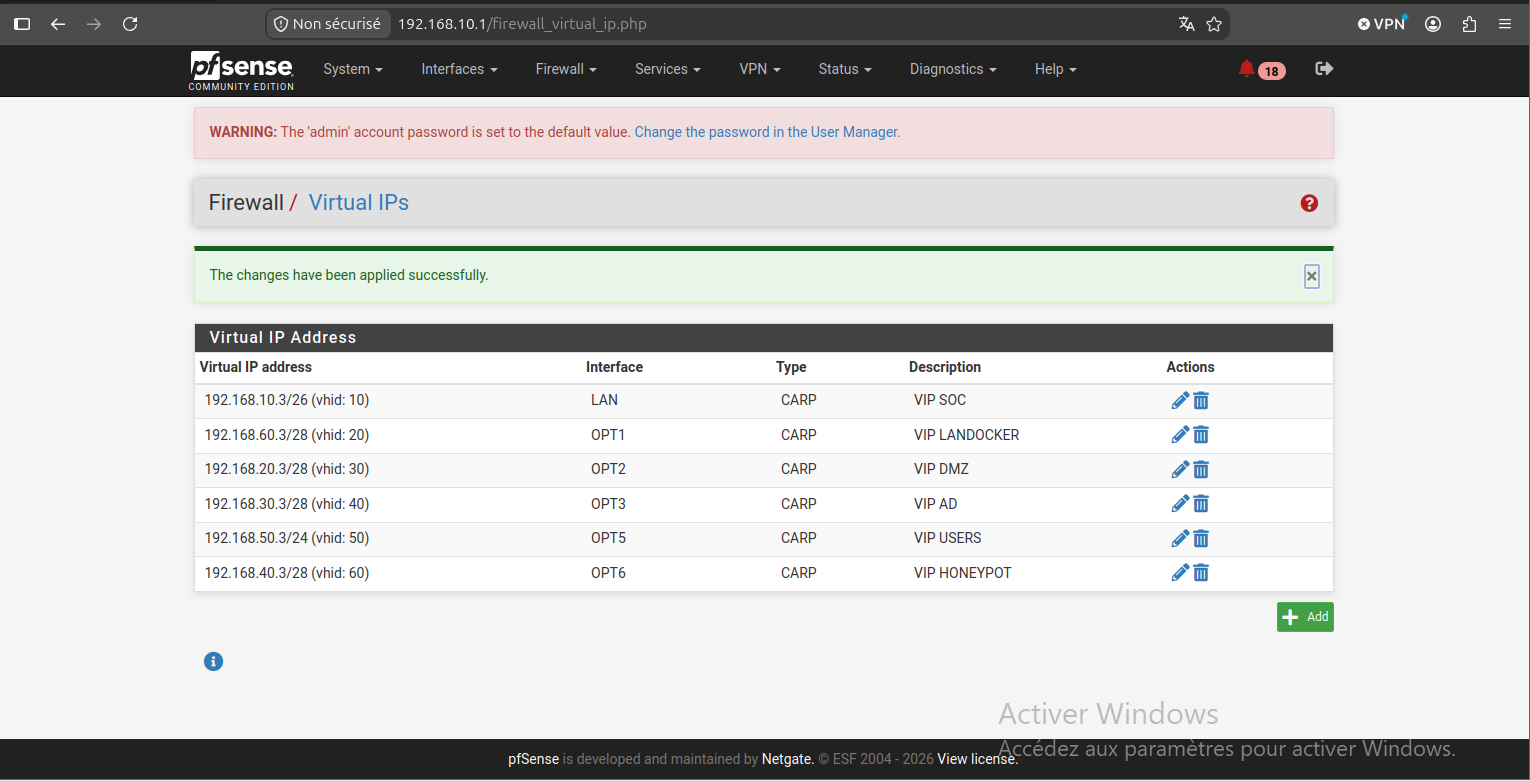 Non sécurisé 192.168.10.1/firewall_virtual_ip.php VPN
pfsense COMMUNITY EDITION System Interfaces Firewall Services VPN Status Diagnostics Help 18
WARNING: The 'admin' account password is set to the default value. Change the password in the User Manager.
Firewall / Virtual IPs
The changes have been applied successfully.
Virtual IP Address
Virtual IP address Interface Type Description Actions
192.168.10.3/26 (vhid: 10) LAN CARP VIP SOC
192.168.60.3/28 (vhid: 20) OPT1 CARP VIP LANDOCKER
192.168.20.3/28 (vhid: 30) OPT2 CARP VIP DMZ
192.168.30.3/28 (vhid: 40) OPT3 CARP VIP AD
192.168.50.3/24 (vhid: 50) OPT5 CARP VIP USERS
192.168.40.3/28 (vhid: 60) OPT6 CARP VIP HONEYPOT
Add
Activer Windows
Accédez aux paramètres pour activer Windows.
pfSense is developed and maintained by Netgate. © ESF 2004 - 2026 View license.